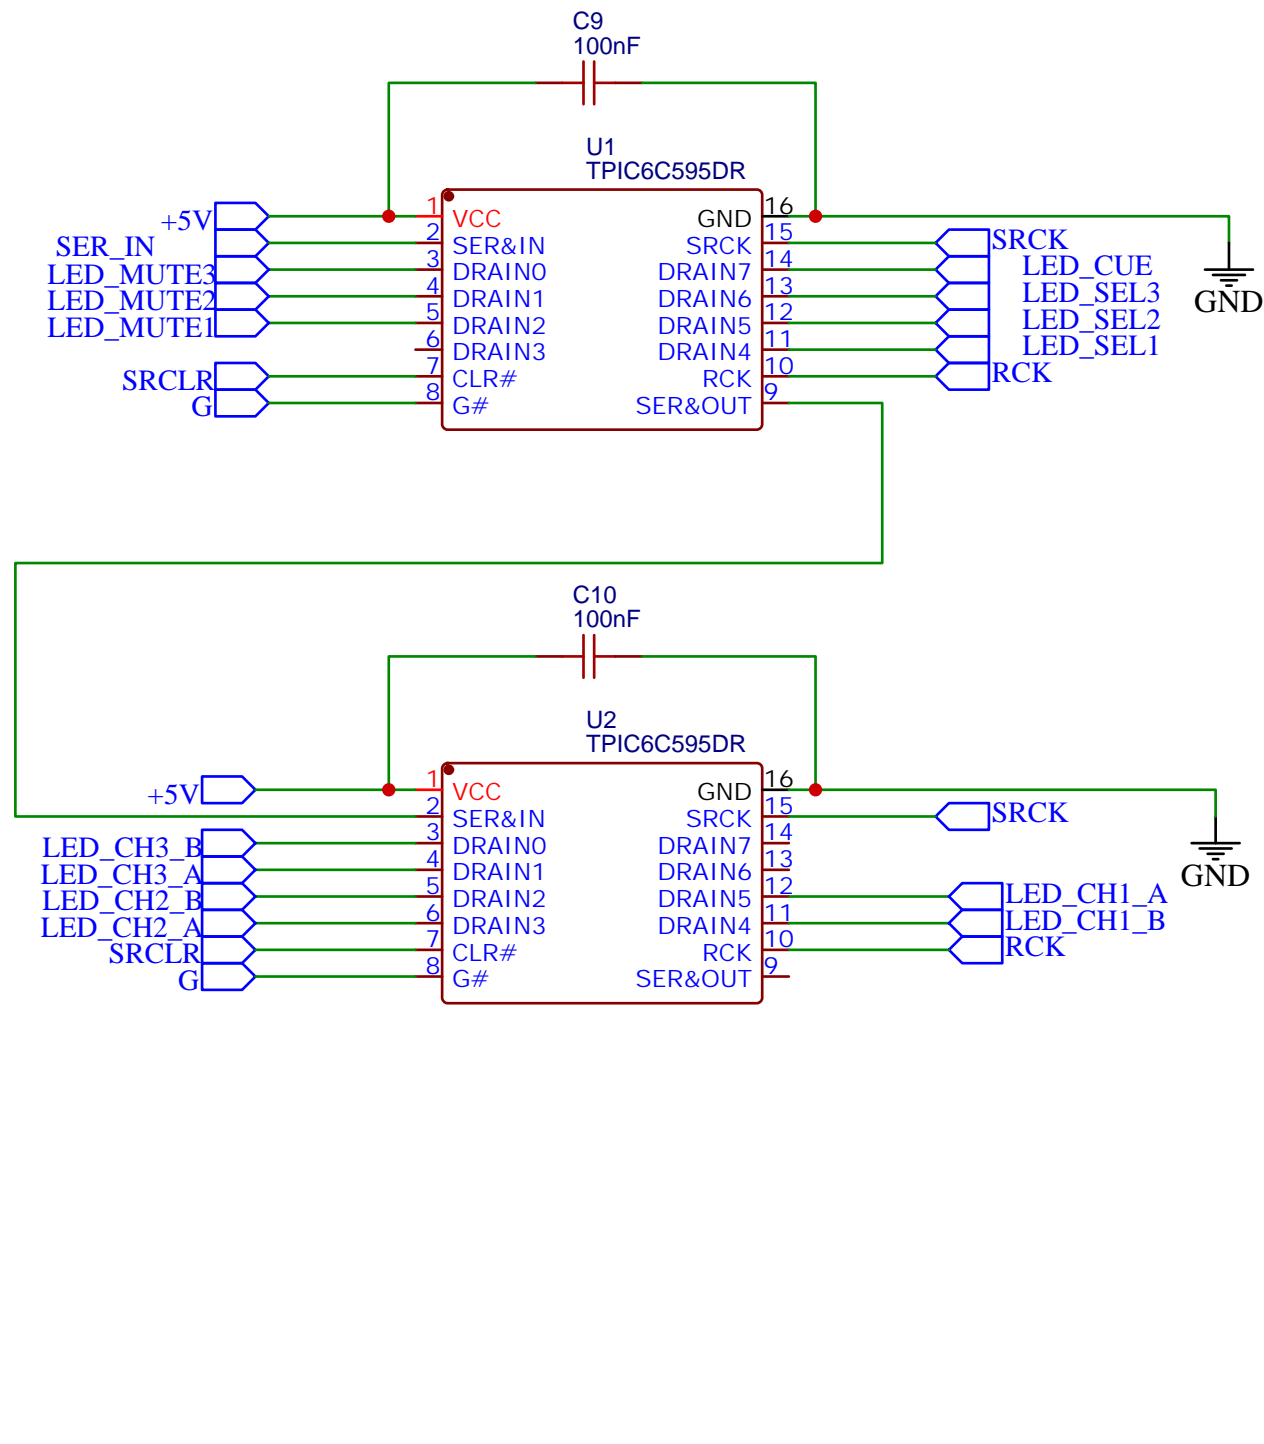 C9
100nF
U1
TPIC6C595DR
+5V 1 VCC GND 16
SER_IN 2 SER&IN SRCK 15 SRCK
LED_MUTE3 3 DRAIN0 DRAIN7 14 LED_CUE
LED_MUTE2 4 DRAIN1 DRAIN6 13 LED_SEL3
GND
LED_MUTE1 5 DRAIN2 DRAIN5 12 LED_SEL2
6 DRAIN3 DRAIN4 11 LED_SEL1
SRCLR 7 CLR# RCK 10 RCK
G 8 G# SER&OUT 9
C10
100nF
U2
TPIC6C595DR
+5V 1 VCC GND 16
2 SER&IN SRCK 15 SRCK
LED_CH3_B 3 DRAIN0 DRAIN7 14
LED_CH3_A 4 DRAIN1 DRAIN6 13
GND
LED_CH2_B 5 DRAIN2 DRAIN5 12 LED_CH1_A
LED_CH2_A 6 DRAIN3 DRAIN4 11 LED_CH1_B
SRCLR 7 CLR# RCK 10 RCK
G 8 G# SER&OUT 9